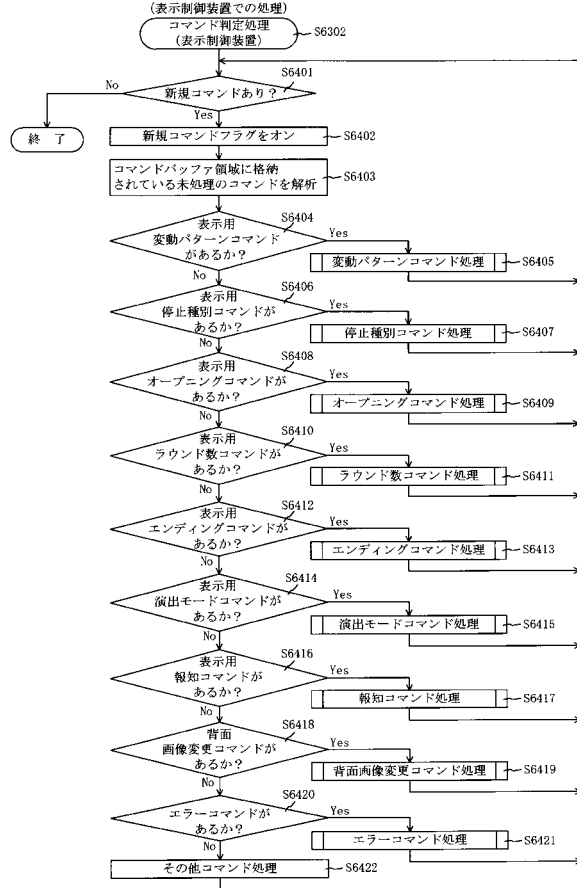 (表示制御装置での処理)
コマンド判定処理
(表示制御装置)
S6302
S6401
No
新規コマンドあり?
Yes
終 了
新規コマンドフラグをオン
S6402
コマンドバッファ領域に格納
されている未処理のコマンドを解析
S6403
表示用
変動パターンコマンド
があるか?
S6404
Yes
変動パターンコマンド処理
S6405
No
表示用
停止種別コマンドが
あるか?
S6406
Yes
停止種別コマンド処理
S6407
No
表示用
オープニングコマンドが
あるか?
S6408
Yes
オープニングコマンド処理
S6409
No
表示用
ラウンド数コマンドが
あるか?
S6410
Yes
ラウンド数コマンド処理
S6411
No
表示用
エンディングコマンドが
あるか?
S6412
Yes
エンディングコマンド処理
S6413
No
表示用
演出モードコマンドが
あるか?
S6414
Yes
演出モードコマンド処理
S6415
No
表示用
報知コマンドが
あるか?
S6416
Yes
報知コマンド処理
S6417
No
背面
画像変更コマンドが
あるか?
S6418
Yes
背面画像変更コマンド処理
S6419
No
エラーコマンドが
あるか?
S6420
Yes
エラーコマンド処理
S6421
No
その他コマンド処理
S6422